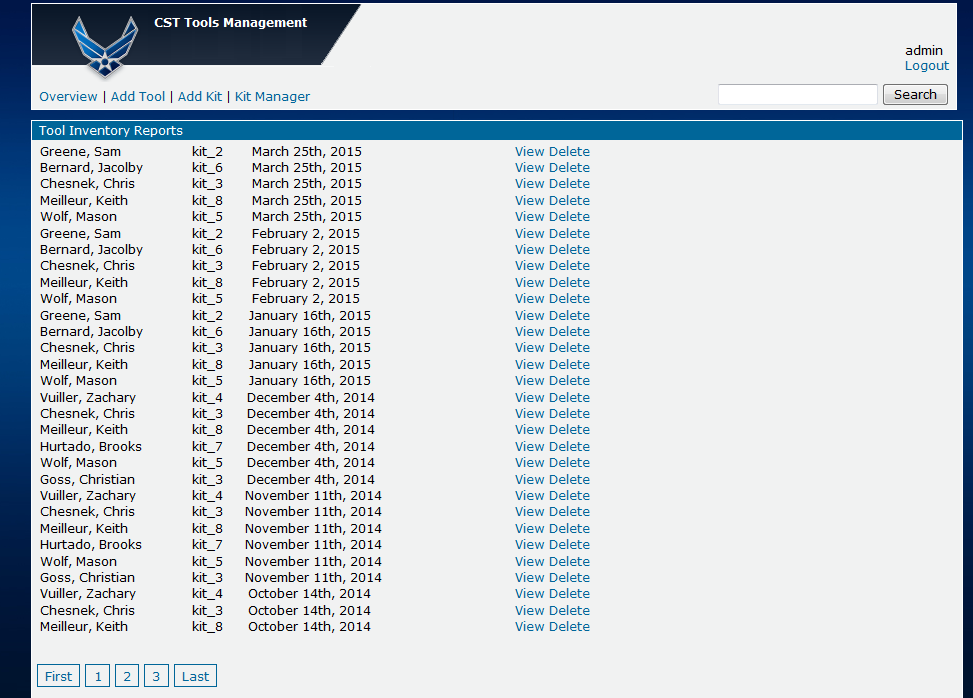 CST Tools Management
admin
Logout
Overview | Add Tool | Add Kit | Kit Manager
Search
Tool Inventory Reports
Greene, Sam kit_2 March 25th, 2015 View Delete
Bernard, Jacolby kit_6 March 25th, 2015 View Delete
Chesnek, Chris kit_3 March 25th, 2015 View Delete
Meilleur, Keith kit_8 March 25th, 2015 View Delete
Wolf, Mason kit_5 March 25th, 2015 View Delete
Greene, Sam kit_2 February 2, 2015 View Delete
Bernard, Jacolby kit_6 February 2, 2015 View Delete
Chesnek, Chris kit_3 February 2, 2015 View Delete
Meilleur, Keith kit_8 February 2, 2015 View Delete
Wolf, Mason kit_5 February 2, 2015 View Delete
Greene, Sam kit_2 January 16th, 2015 View Delete
Bernard, Jacolby kit_6 January 16th, 2015 View Delete
Chesnek, Chris kit_3 January 16th, 2015 View Delete
Meilleur, Keith kit_8 January 16th, 2015 View Delete
Wolf, Mason kit_5 January 16th, 2015 View Delete
Vuiller, Zachary kit_4 December 4th, 2014 View Delete
Chesnek, Chris kit_3 December 4th, 2014 View Delete
Meilleur, Keith kit_8 December 4th, 2014 View Delete
Hurtado, Brooks kit_7 December 4th, 2014 View Delete
Wolf, Mason kit_5 December 4th, 2014 View Delete
Goss, Christian kit_3 December 4th, 2014 View Delete
Vuiller, Zachary kit_4 November 11th, 2014 View Delete
Chesnek, Chris kit_3 November 11th, 2014 View Delete
Meilleur, Keith kit_8 November 11th, 2014 View Delete
Hurtado, Brooks kit_7 November 11th, 2014 View Delete
Wolf, Mason kit_5 November 11th, 2014 View Delete
Goss, Christian kit_3 November 11th, 2014 View Delete
Vuiller, Zachary kit_4 October 14th, 2014 View Delete
Chesnek, Chris kit_3 October 14th, 2014 View Delete
Meilleur, Keith kit_8 October 14th, 2014 View Delete
First 1 2 3 Last